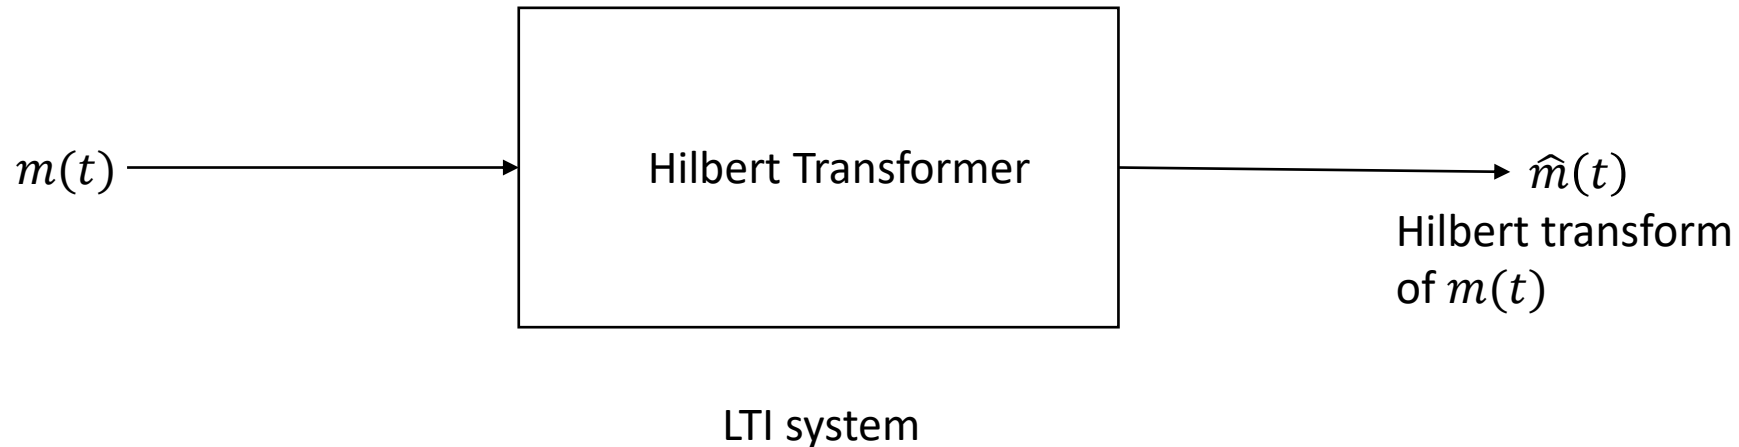 m(t)
Hilbert Transformer
m̂(t)
Hilbert transform
of m(t)
LTI system